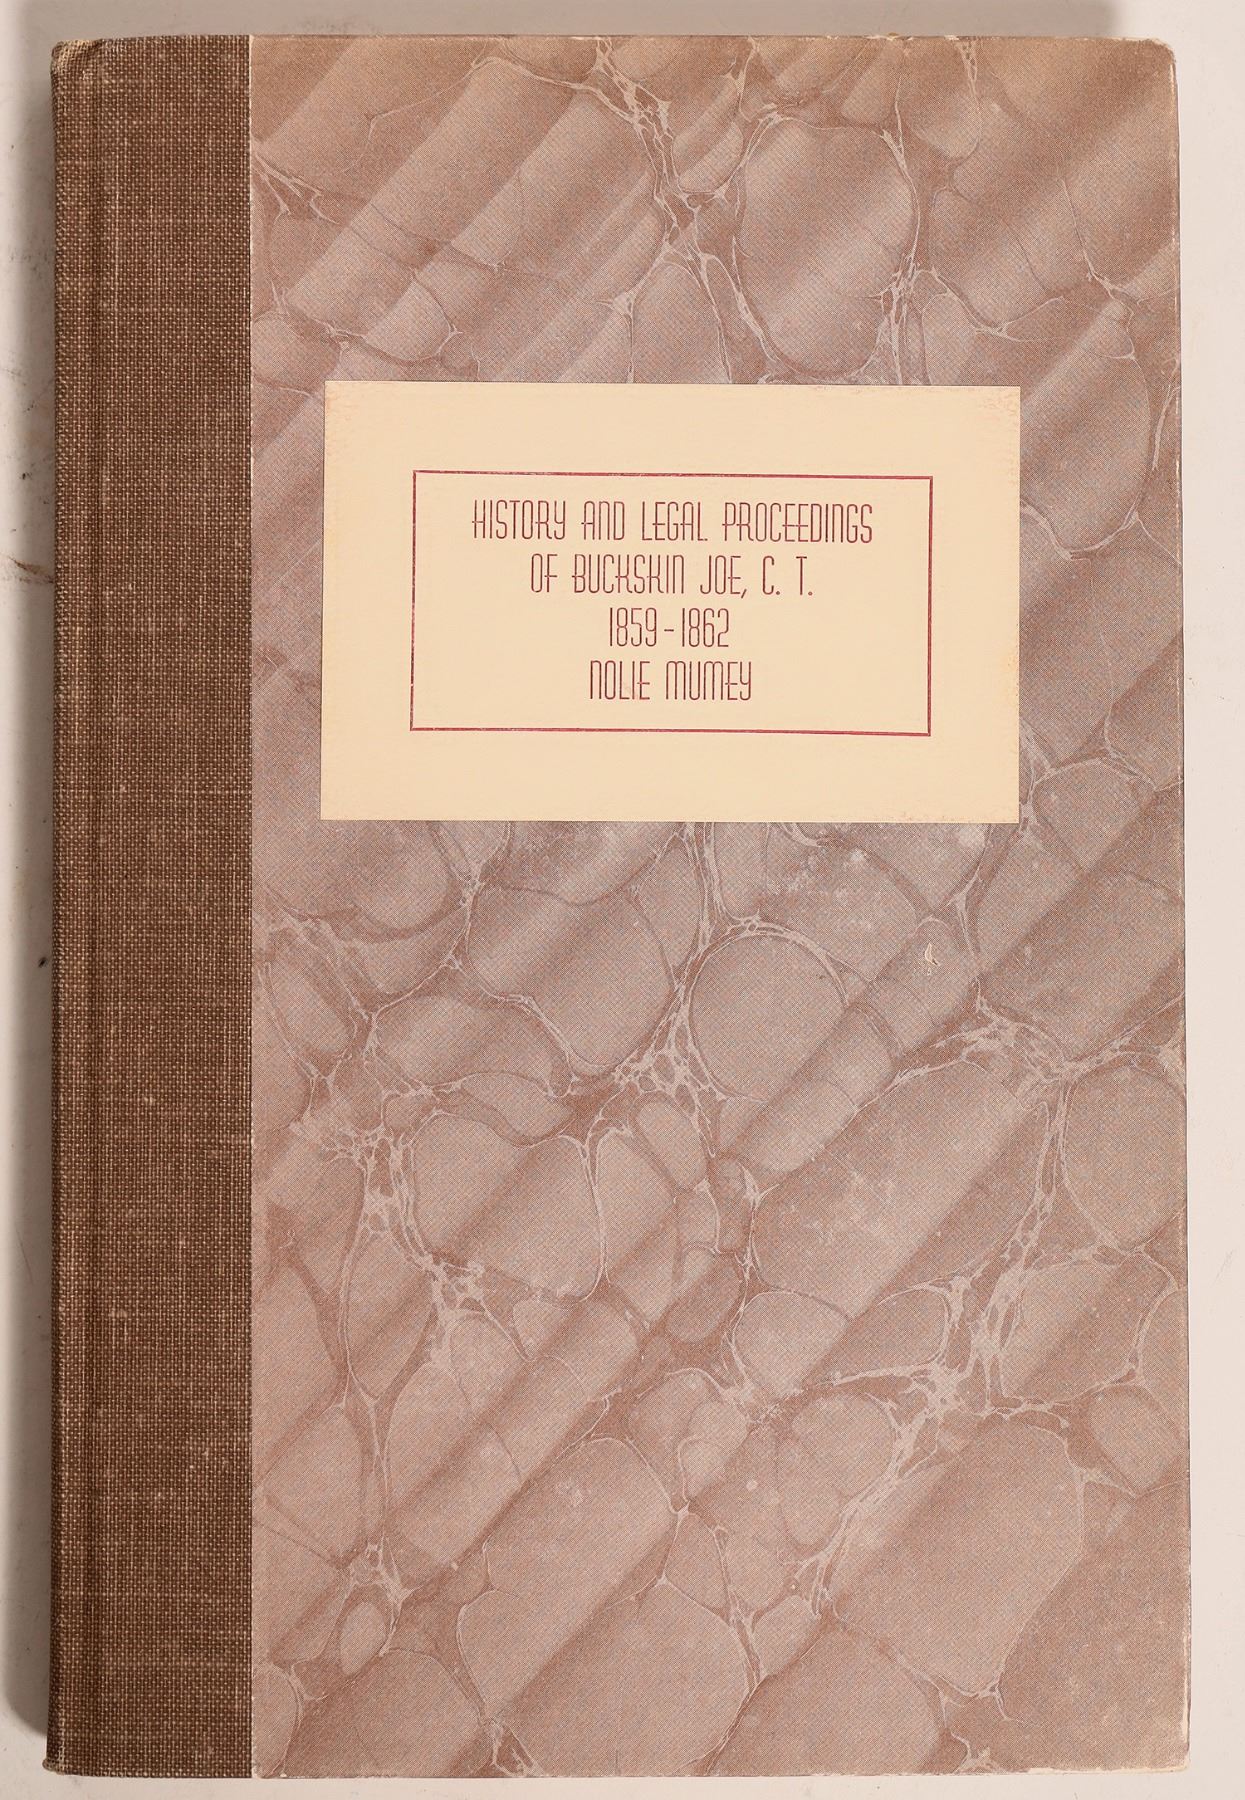 HISTORY AND LEGAL PROCEEDINGS
OF BUCKSKIN JOE, C. T.
1859-1862
NOLIE MUMEY